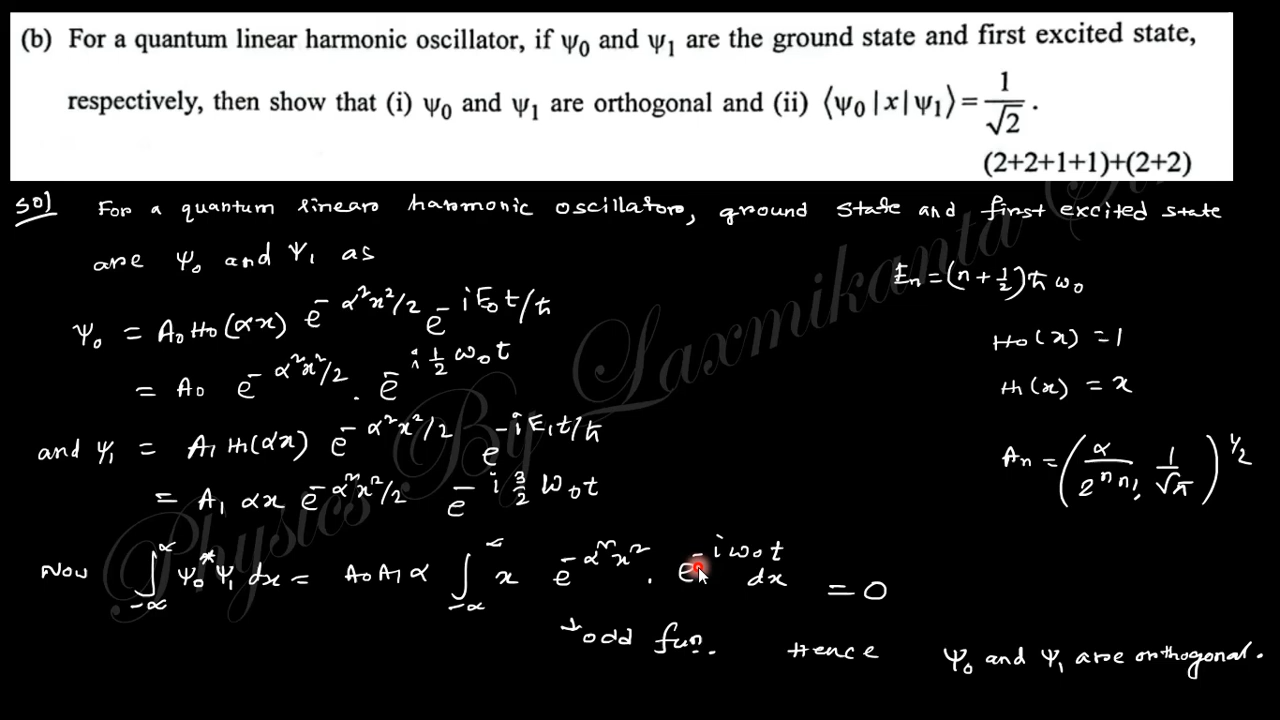 (b) For a quantum linear harmonic oscillator, if ψ₀ and ψ₁ are the ground state and first excited state,
respectively, then show that (i) ψ₀ and ψ₁ are orthogonal and (ii) ⟨ψ₀|x|ψ₁⟩ = 1/√2 .
(2+2+1+1)+(2+2)
Sol For a quantum linear harmonic oscillator, ground state and first excited state
are ψ₀ and ψ₁ as
Eₙ = (n + 1/2) ħ ω₀
ψ₀ = A₀ H₀(αx) e^{-α²x²/2} e^{-iE₀t/ħ}
H₀(x) = 1
= A₀ e^{-α²x²/2} . e^{-i 1/2 ω₀t}
H₁(x) = x
and ψ₁ = A₁ H₁(αx) e^{-α²x²/2} e^{-iE₁t/ħ}
Aₙ = (α/(2ⁿ n!) 1/√π)^{1/2}
= A₁ αx e^{-α²x²/2} e^{-i 3/2 ω₀t}
Now ∫_{-∞}^{∞} ψ₀* ψ₁ dx = A₀A₁α ∫_{-∞}^{∞} x e^{-α²x²} . e^{-iω₀t} dx = 0
↓ odd fun. Hence ψ₀ and ψ₁ are orthogonal.
Physics By Laxmikanta